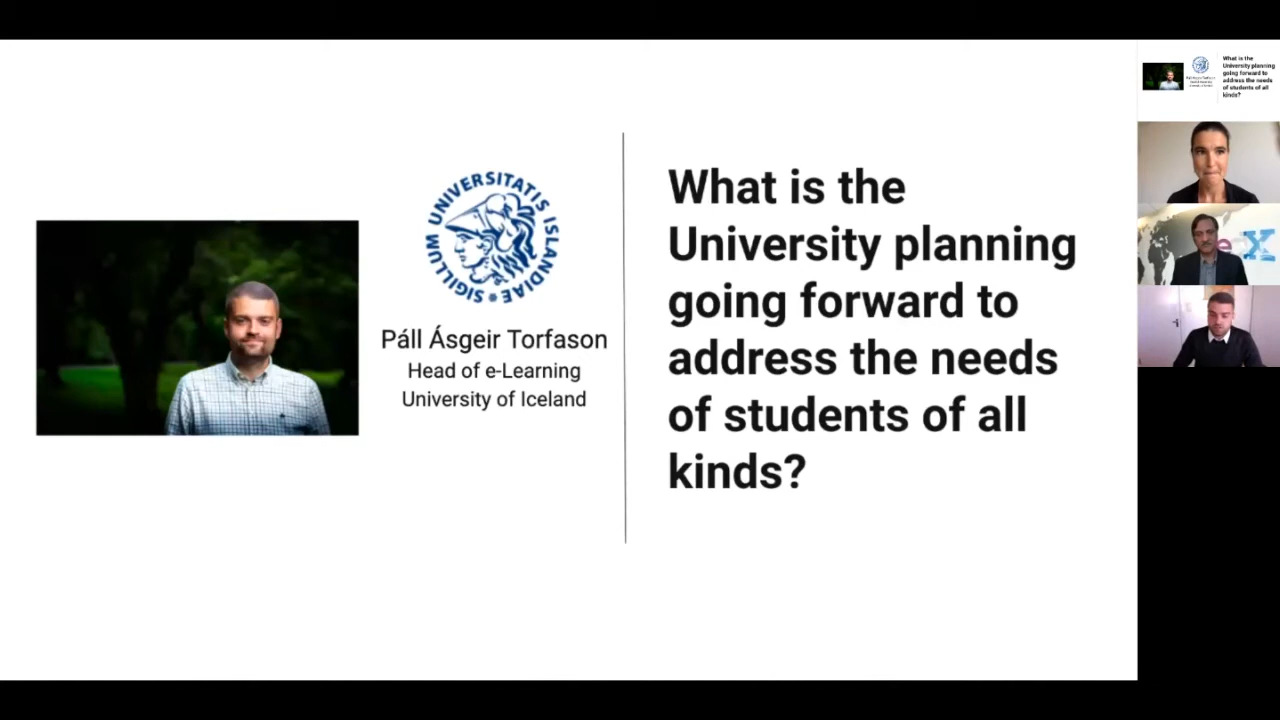 SIGILLUM UNIVERSITATIS ISLANDIAE
Páll Ásgeir Torfason
Head of e-Learning
University of Iceland
What is the
University planning
going forward to
address the needs
of students of all
kinds?
What is the
University planning
going forward to
address the needs
of students of all
kinds?
e X